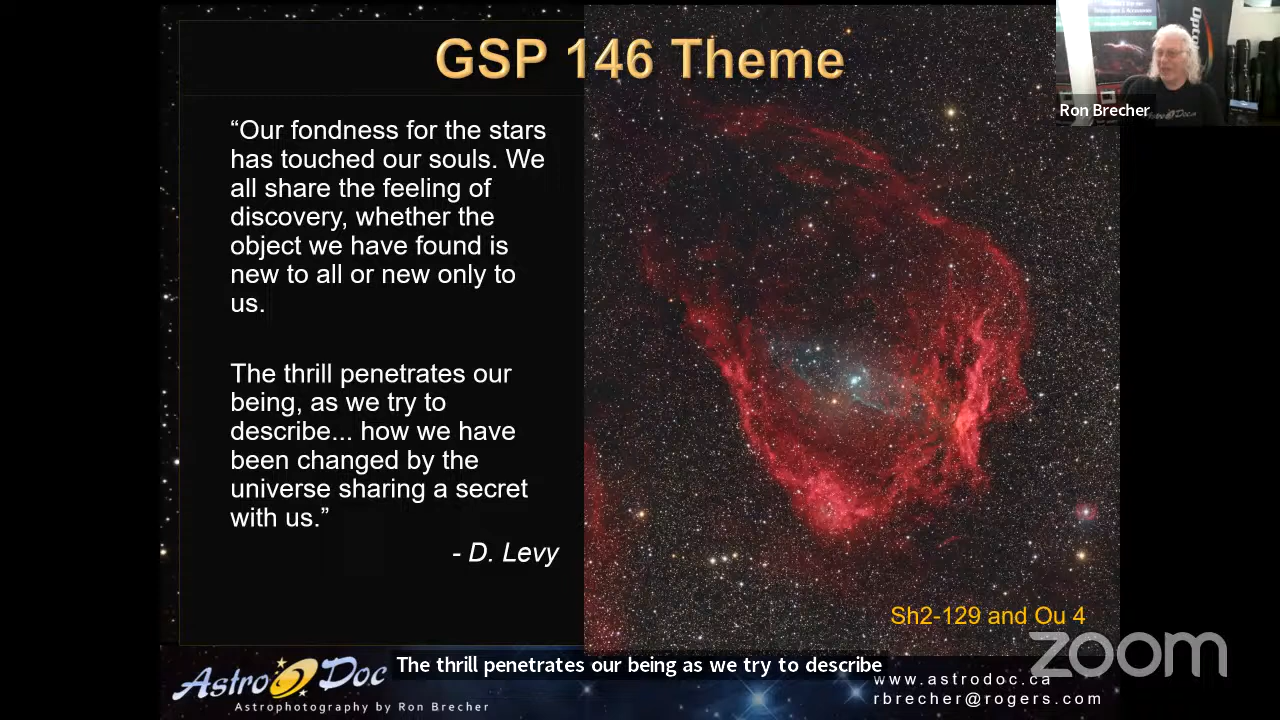 GSP 146 Theme
“Our fondness for the stars
has touched our souls. We
all share the feeling of
discovery, whether the
object we have found is
new to all or new only to
us.
The thrill penetrates our
being, as we try to
describe... how we have
been changed by the
universe sharing a secret
with us.”
- D. Levy
Sh2-129 and Ou 4
Ron Brecher
zoom
The thrill penetrates our being as we try to describe
Astro Doc
Astrophotography by Ron Brecher
www.astrodoc.ca
rbrecher@rogers.com